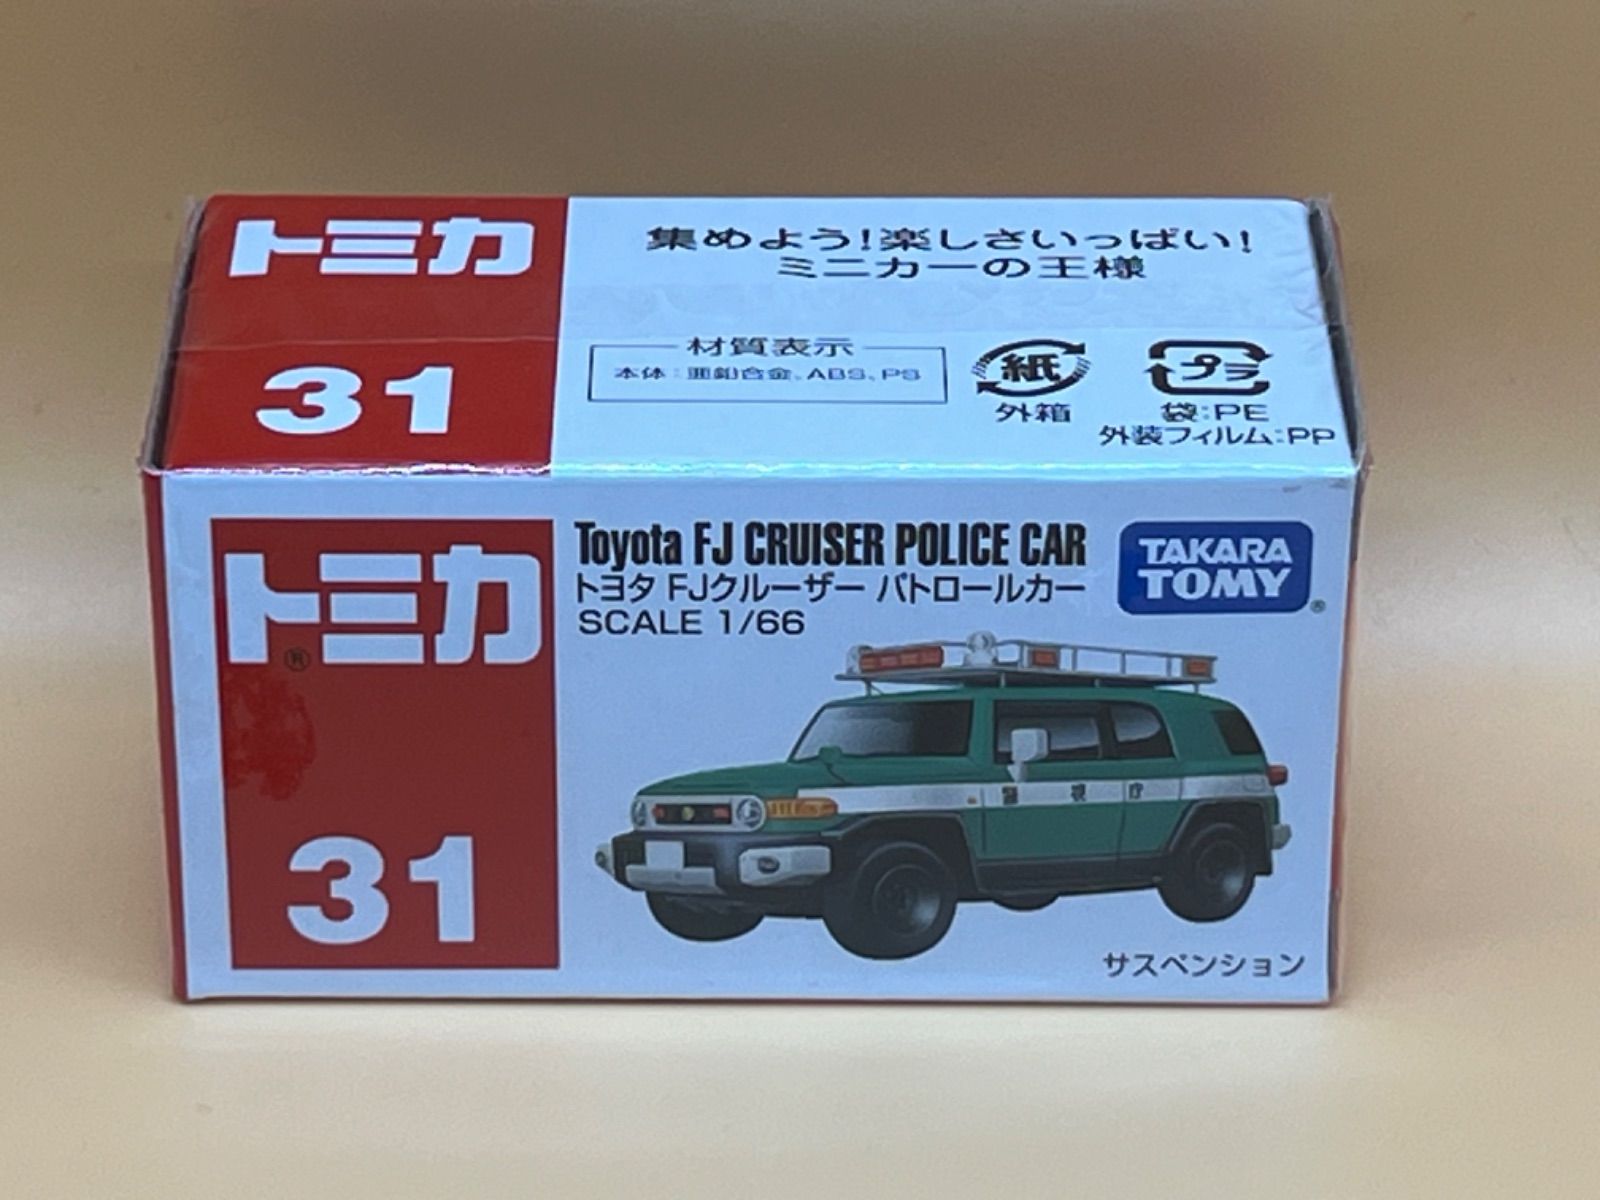 トミカ
31
集めよう!楽しさいっぱい!
ミニカーの王様
材質表示
本体:亜鉛合金、ABS、PS
紙
外箱
プラ
袋:PE
外装フィルム:PP
トミカ
®
31
Toyota FJ CRUISER POLICE CAR
トヨタ FJクルーザー パトロールカー
SCALE 1/66
TAKARA
TOMY
®
警視庁
サスペンション